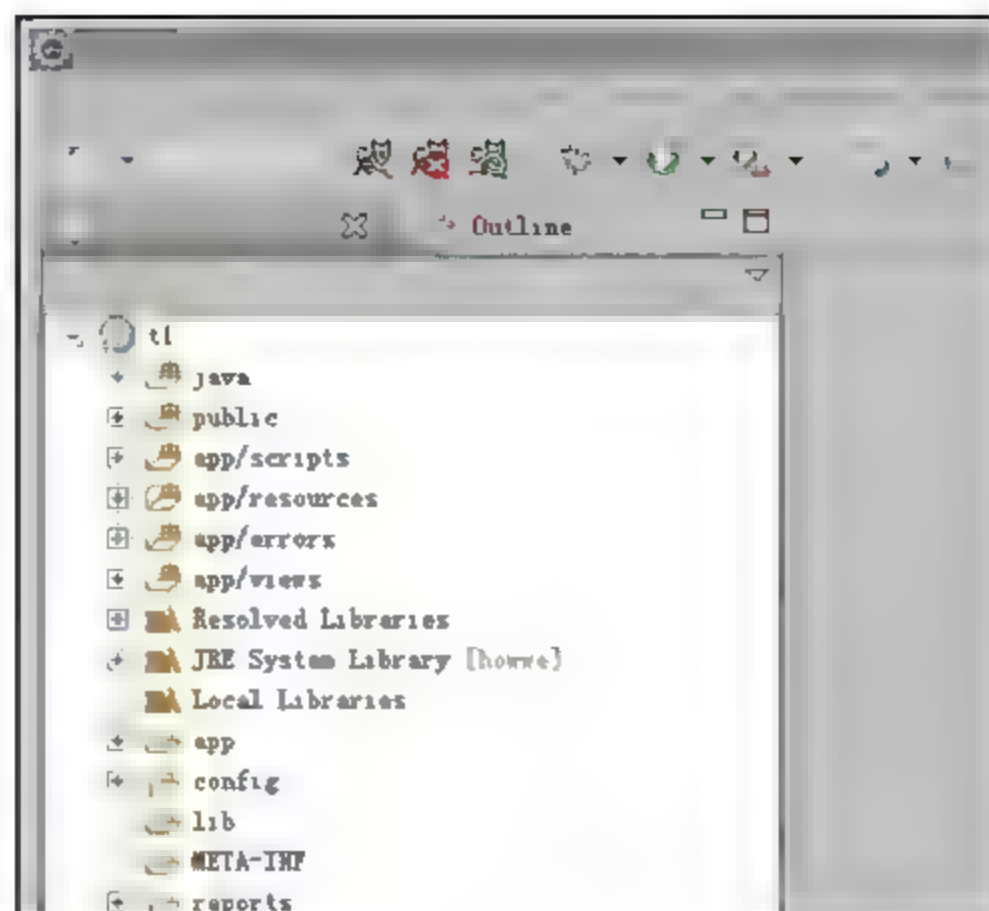 Outline
tl
java
public
app/scripts
app/resources
app/errors
app/views
Resolved Libraries
JRE System Library [howwe]
Local Libraries
app
config
lib
META-INF
reports